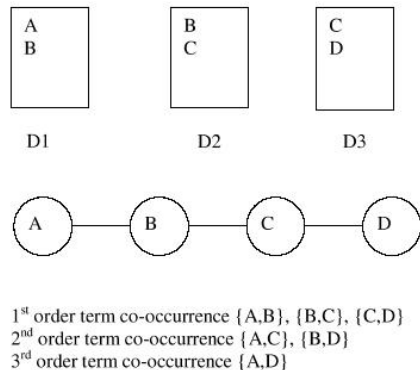 A
B
B
C
C
D
D1 D2 D3
A B C D
1st order term co-occurrence {A,B}, {B,C}, {C,D}
2nd order term co-occurrence {A,C}, {B,D}
3rd order term co-occurrence {A,D}